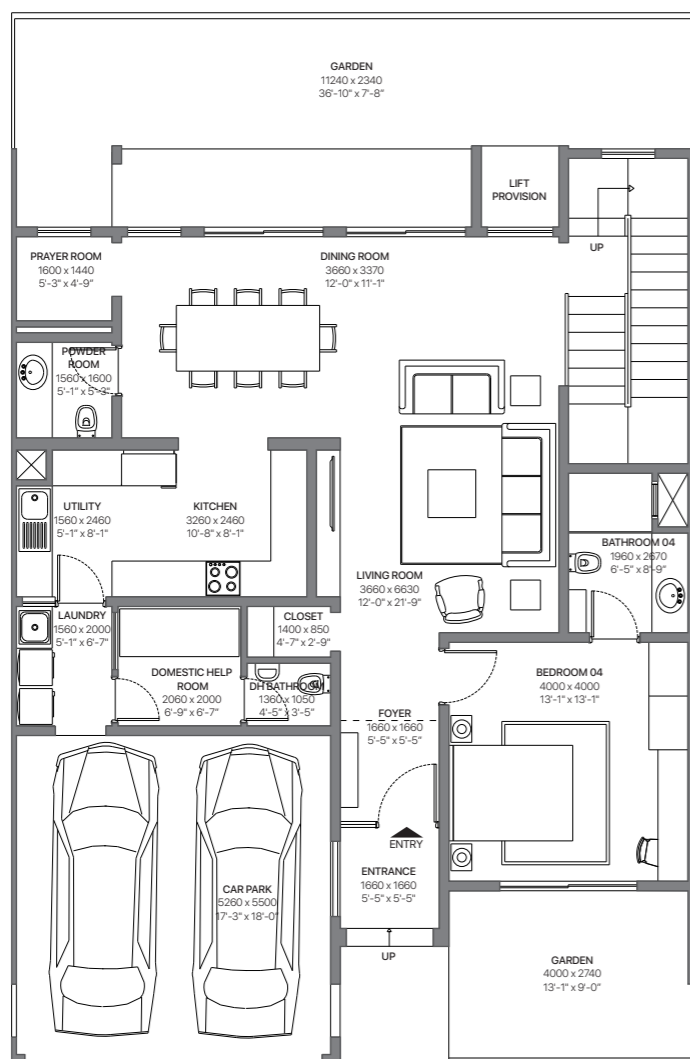 GARDEN
11240 x 2340
36'-10" x 7'-8"
LIFT
PROVISION
UP
PRAYER ROOM
1600 x 1440
5'-3" x 4'-9"
DINING ROOM
3660 x 3370
12'-0" x 11'-1"
POWDER
ROOM
1560 x 1600
5'-1" x 5'-3"
UTILITY
1560 x 2460
5'-1" x 8'-1"
KITCHEN
3260 x 2460
10'-8" x 8'-1"
BATHROOM 04
1960 x 2670
6'-5" x 8'-9"
LIVING ROOM
3660 x 6630
12'-0" x 21'-9"
LAUNDRY
1560 x 2000
5'-1" x 6'-7"
CLOSET
1400 x 850
4'-7" x 2'-9"
DOMESTIC HELP
ROOM
2060 x 2000
6'-9" x 6'-7"
DH BATHROOM
1360 x 1050
4'-5" x 3'-5"
BEDROOM 04
4000 x 4000
13'-1" x 13'-1"
FOYER
1660 x 1660
5'-5" x 5'-5"
ENTRY
ENTRANCE
1660 x 1660
5'-5" x 5'-5"
CAR PARK
5260 x 5500
17'-3" x 18'-0"
UP
GARDEN
4000 x 2740
13'-1" x 9'-0"